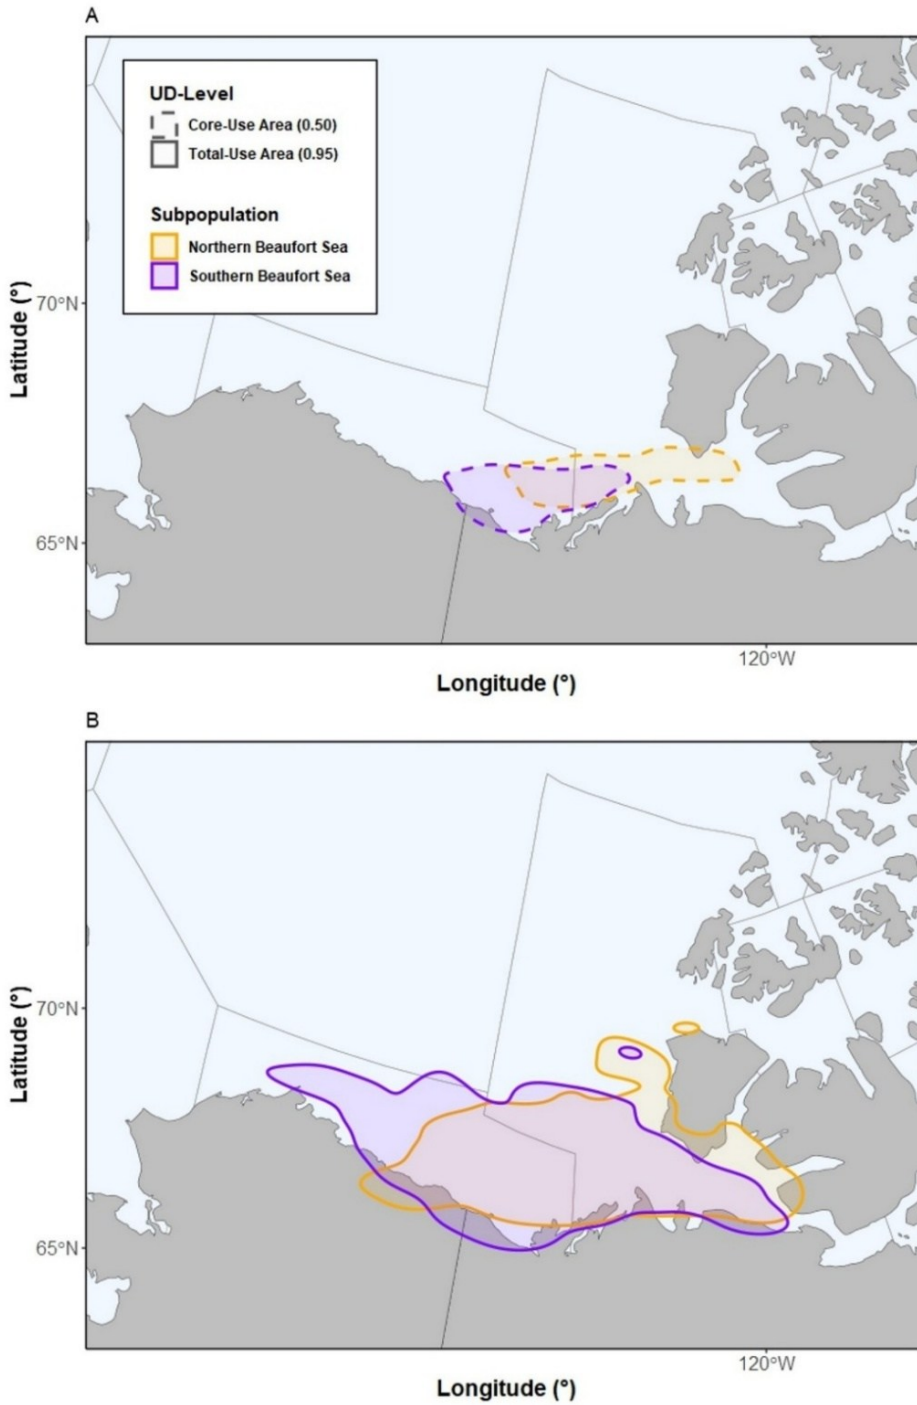 A
UD-Level
Core-Use Area (0.50)
Total-Use Area (0.95)
Subpopulation
Northern Beaufort Sea
Southern Beaufort Sea
70°N
65°N
Latitude (°)
120°W
Longitude (°)
B
70°N
65°N
Latitude (°)
120°W
Longitude (°)